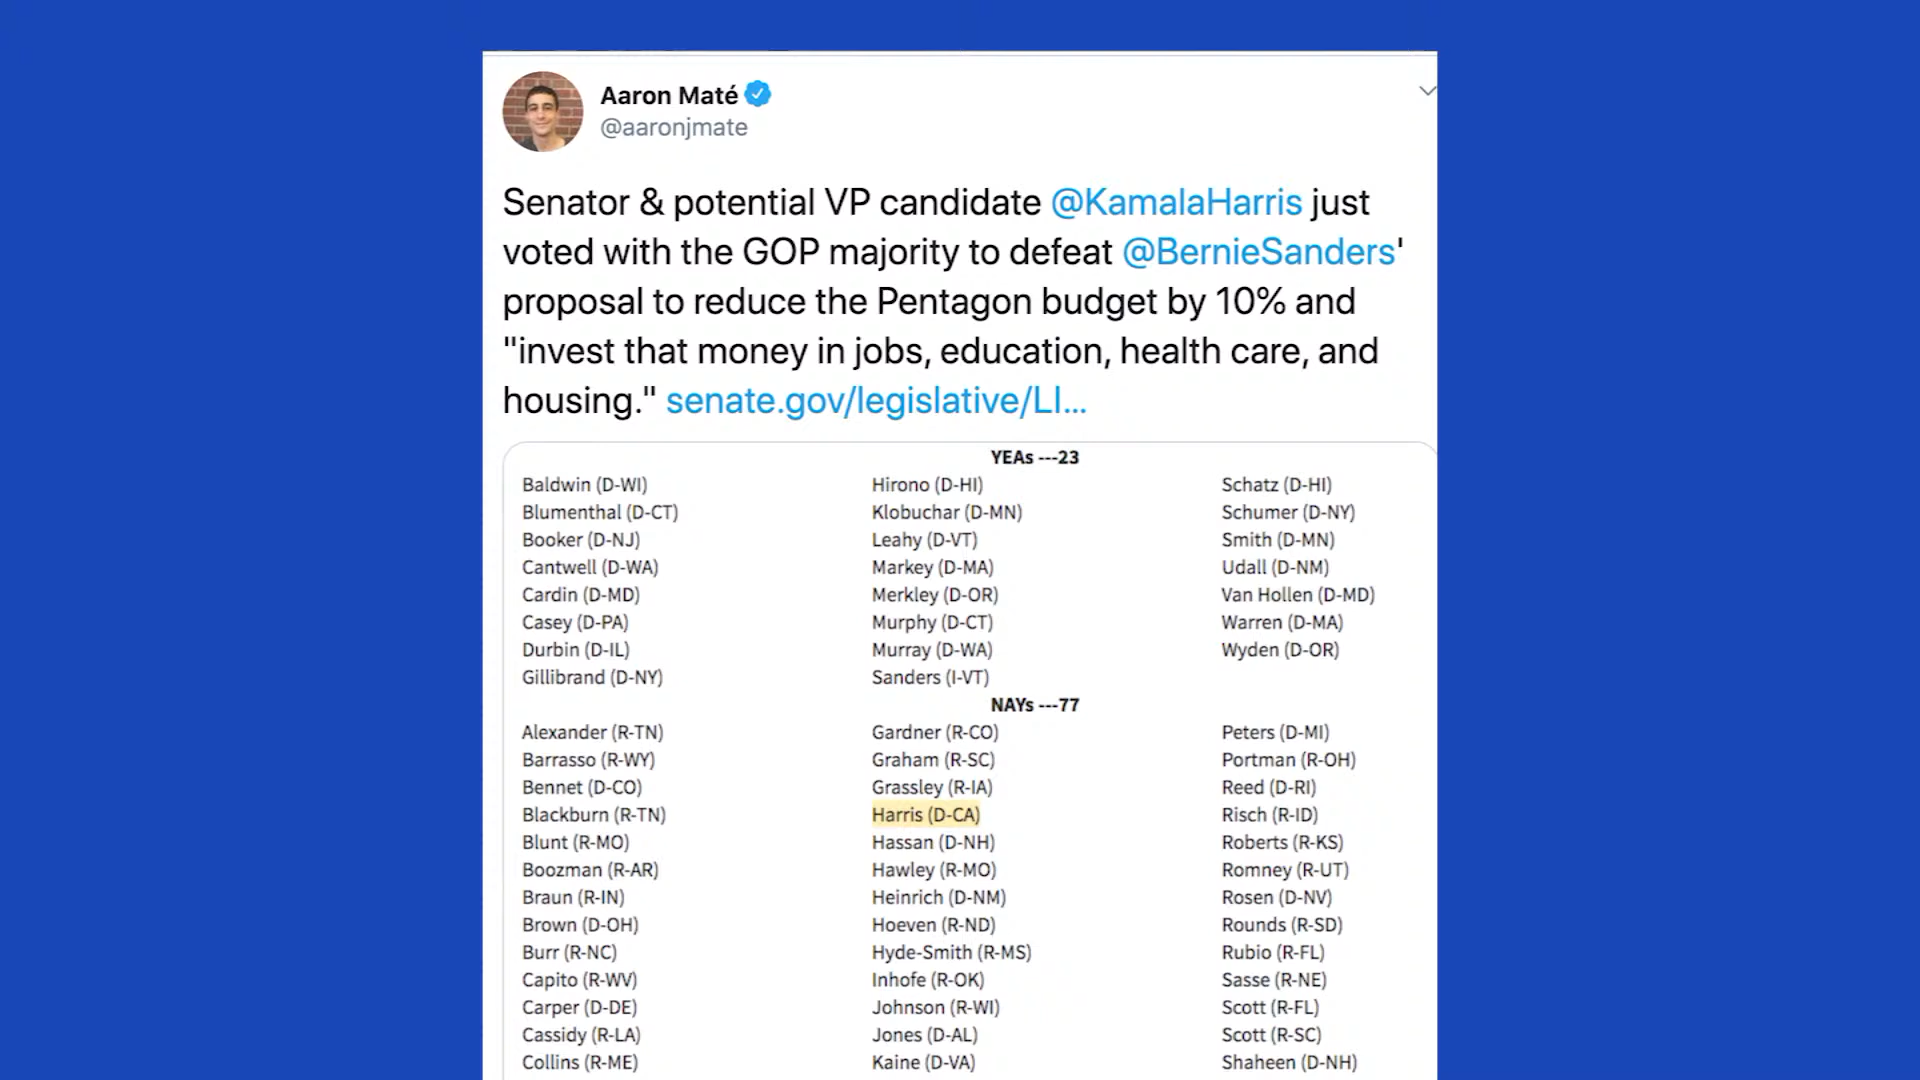 Aaron Maté
@aaronjmate
Senator & potential VP candidate @KamalaHarris just
voted with the GOP majority to defeat @BernieSanders'
proposal to reduce the Pentagon budget by 10% and
"invest that money in jobs, education, health care, and
housing." senate.gov/legislative/LI...
YEAs ---23
Baldwin (D-WI) Hirono (D-HI) Schatz (D-HI)
Blumenthal (D-CT) Klobuchar (D-MN) Schumer (D-NY)
Booker (D-NJ) Leahy (D-VT) Smith (D-MN)
Cantwell (D-WA) Markey (D-MA) Udall (D-NM)
Cardin (D-MD) Merkley (D-OR) Van Hollen (D-MD)
Casey (D-PA) Murphy (D-CT) Warren (D-MA)
Durbin (D-IL) Murray (D-WA) Wyden (D-OR)
Gillibrand (D-NY) Sanders (I-VT)
NAYs ---77
Alexander (R-TN) Gardner (R-CO) Peters (D-MI)
Barrasso (R-WY) Graham (R-SC) Portman (R-OH)
Bennet (D-CO) Grassley (R-IA) Reed (D-RI)
Blackburn (R-TN) Harris (D-CA) Risch (R-ID)
Blunt (R-MO) Hassan (D-NH) Roberts (R-KS)
Boozman (R-AR) Hawley (R-MO) Romney (R-UT)
Braun (R-IN) Heinrich (D-NM) Rosen (D-NV)
Brown (D-OH) Hoeven (R-ND) Rounds (R-SD)
Burr (R-NC) Hyde-Smith (R-MS) Rubio (R-FL)
Capito (R-WV) Inhofe (R-OK) Sasse (R-NE)
Carper (D-DE) Johnson (R-WI) Scott (R-FL)
Cassidy (R-LA) Jones (D-AL) Scott (R-SC)
Collins (R-ME) Kaine (D-VA) Shaheen (D-NH)